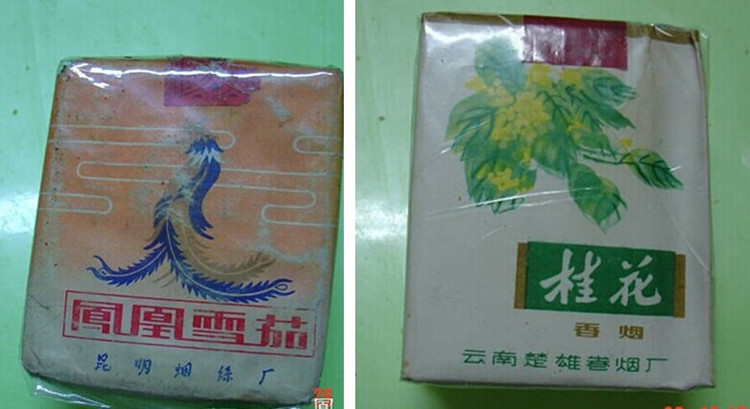 鳳凰雪茄
昆明烟絲厂
桂花
香烟
云南楚雄卷烟厂